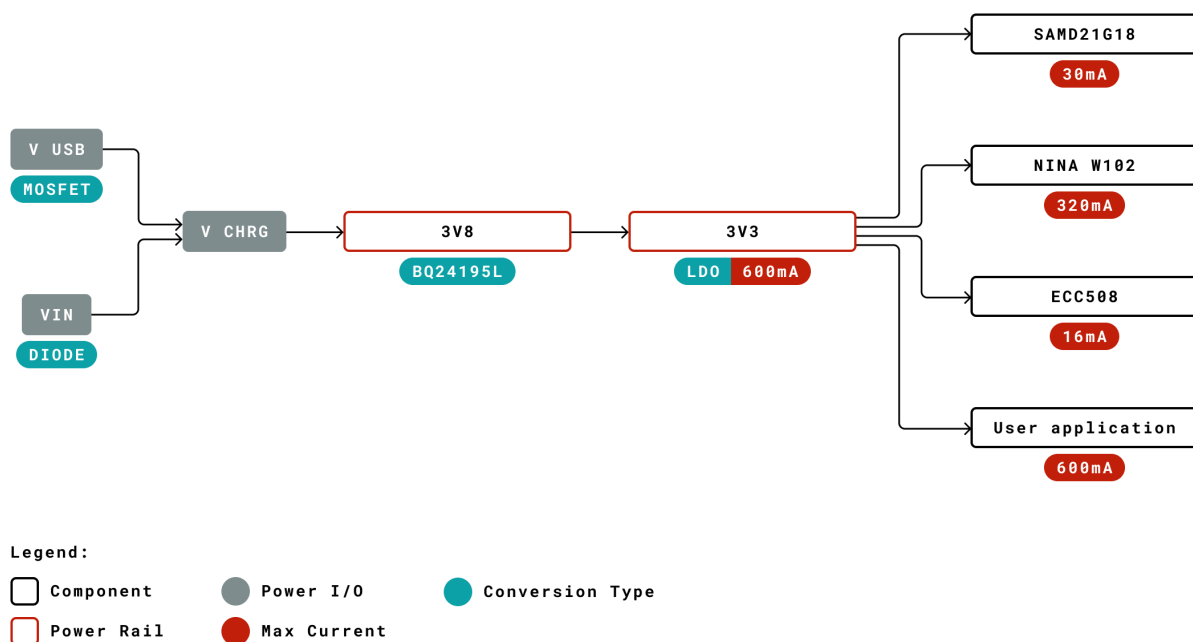 SAMD21G18
30mA
V USB
MOSFET
NINA W102
320mA
V CHRG
3V8
3V3
BQ24195L
LDO 600mA
VIN
DIODE
ECC508
16mA
User application
600mA
Legend:
Component
Power I/O
Conversion Type
Power Rail
Max Current